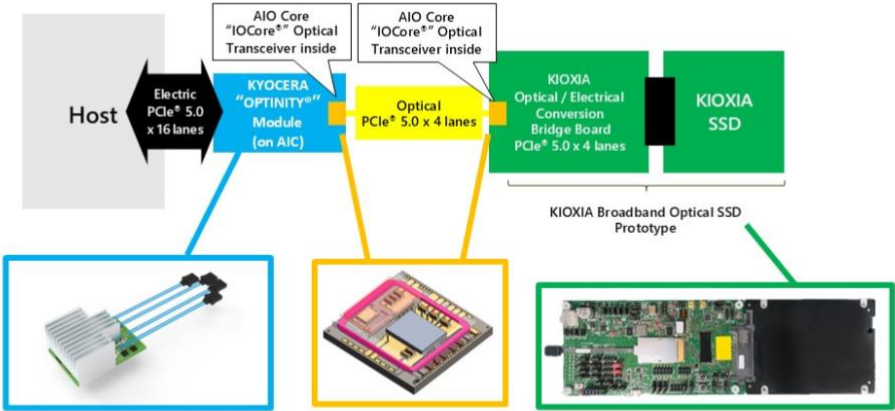 AIO Core
“IOCore®” Optical
Transceiver inside
AIO Core
“IOCore®” Optical
Transceiver inside
Host
Electric
PCIe® 5.0
x 16 lanes
KYOCERA
“OPTINITY®”
Module
(on AIC)
Optical
PCIe® 5.0 x 4 lanes
KIOXIA
Optical / Electrical
Conversion
Bridge Board
PCIe® 5.0 x 4 lanes
KIOXIA
SSD
KIOXIA Broadband Optical SSD
Prototype